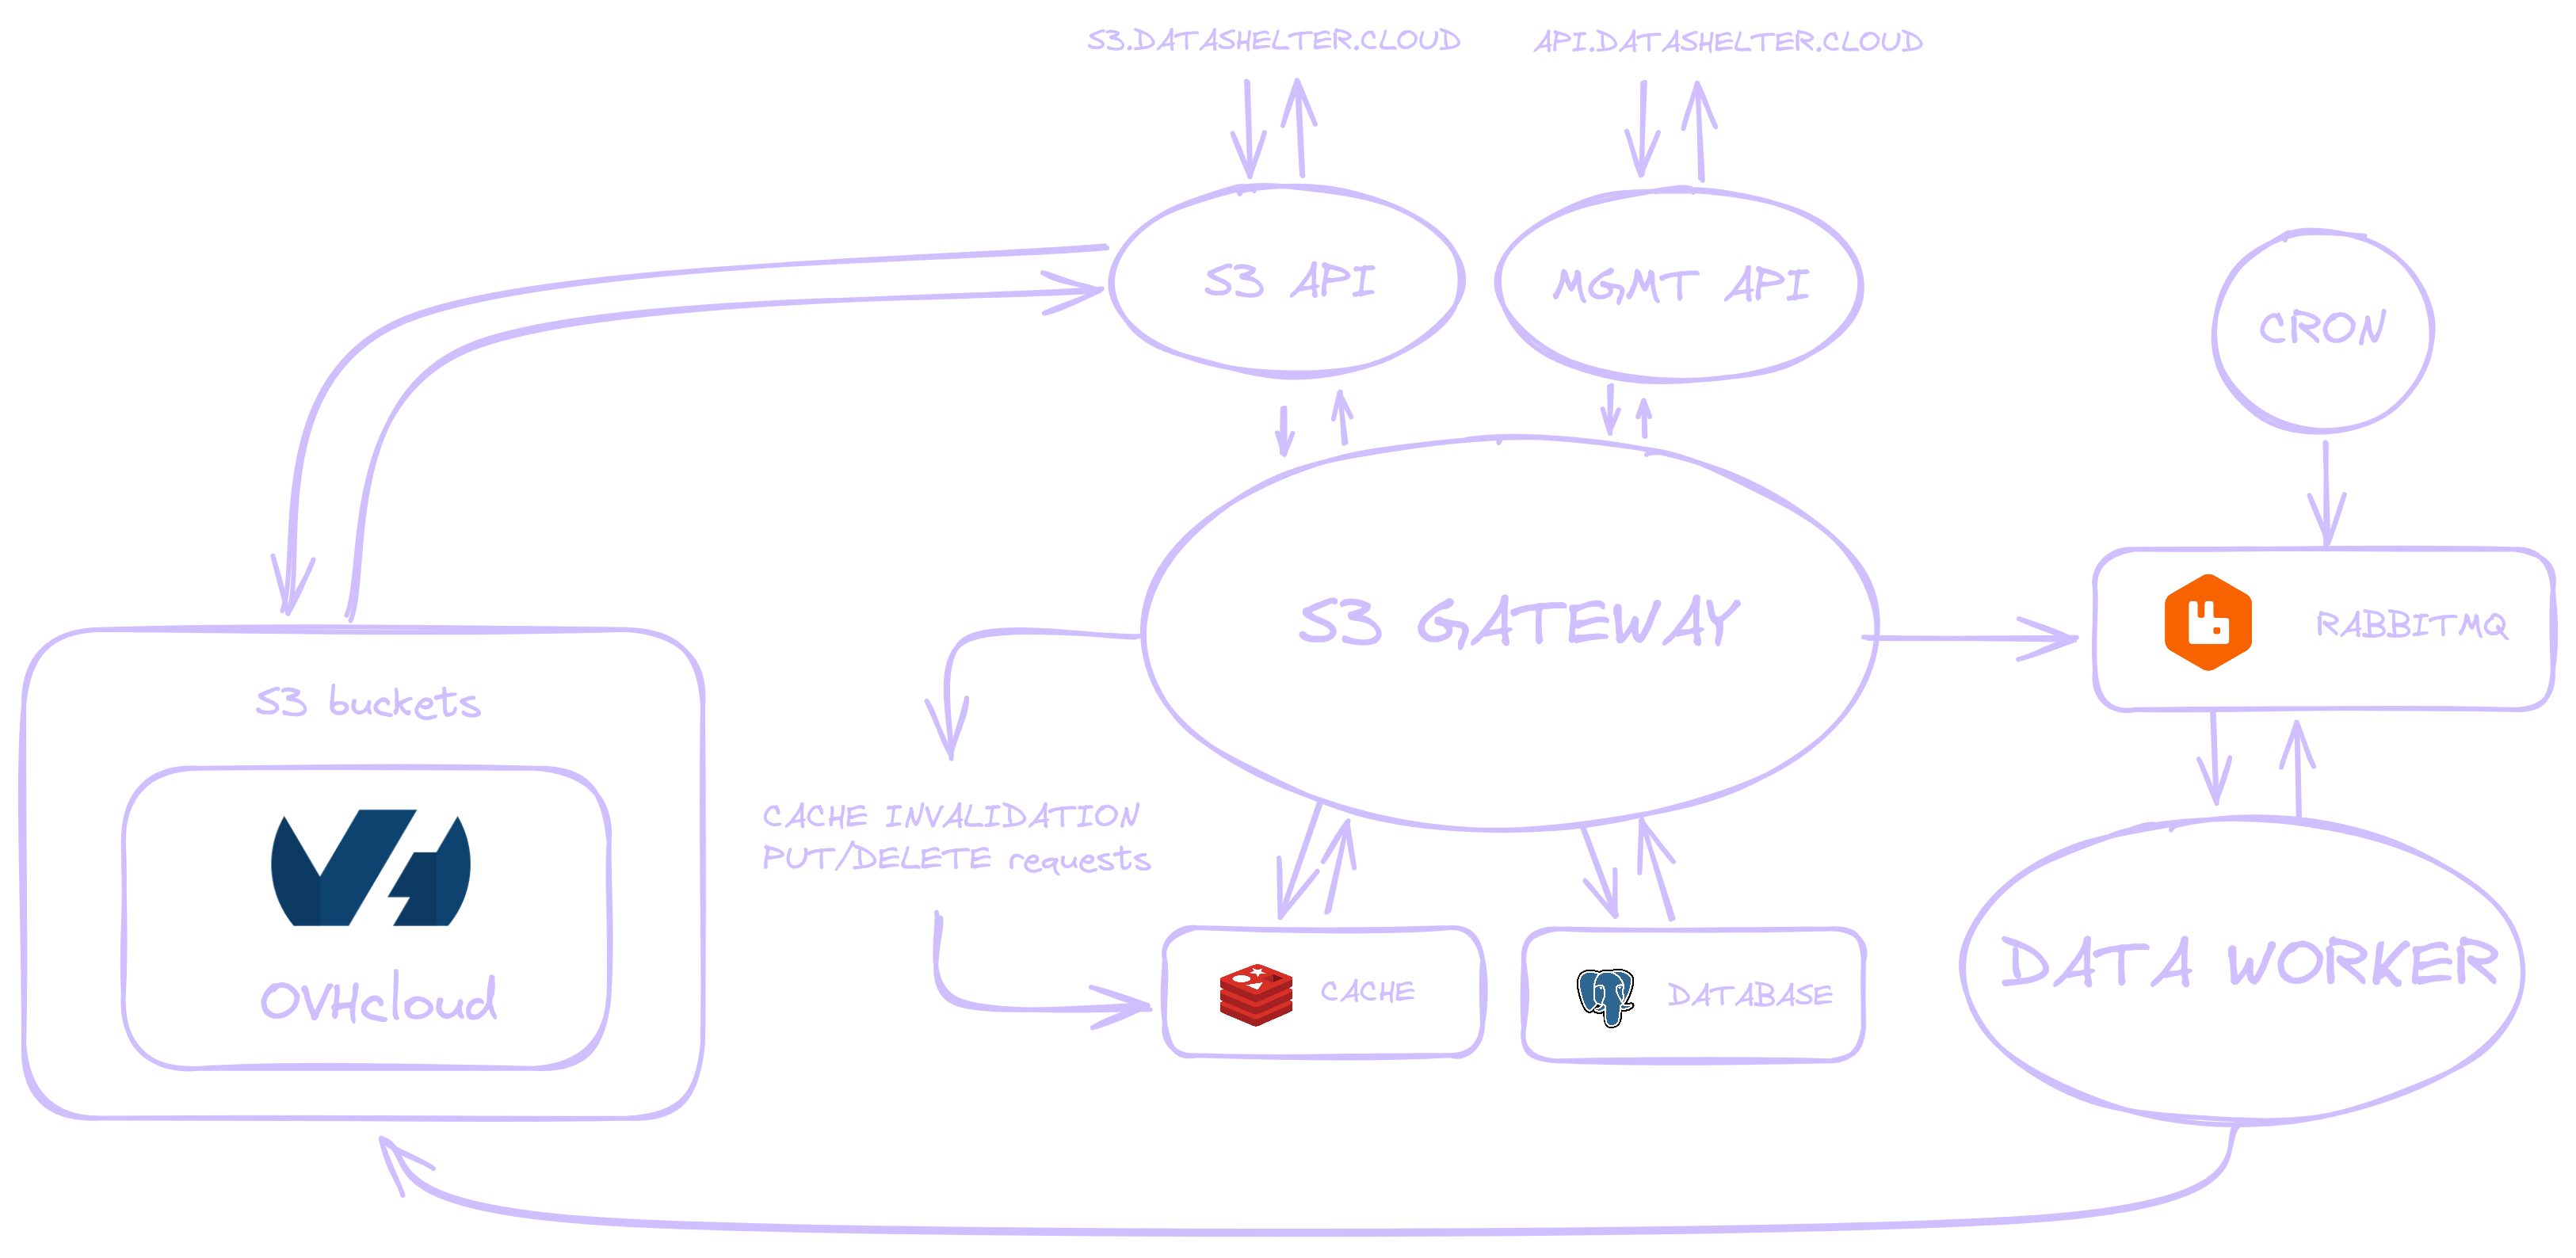 S3.DATASHELTER.CLOUD
API.DATASHELTER.CLOUD
S3 API
MGMT API
CRON
S3 GATEWAY
RABBITMQ
S3 buckets
OVHcloud
CACHE INVALIDATION
PUT/DELETE requests
CACHE
DATABASE
DATA WORKER